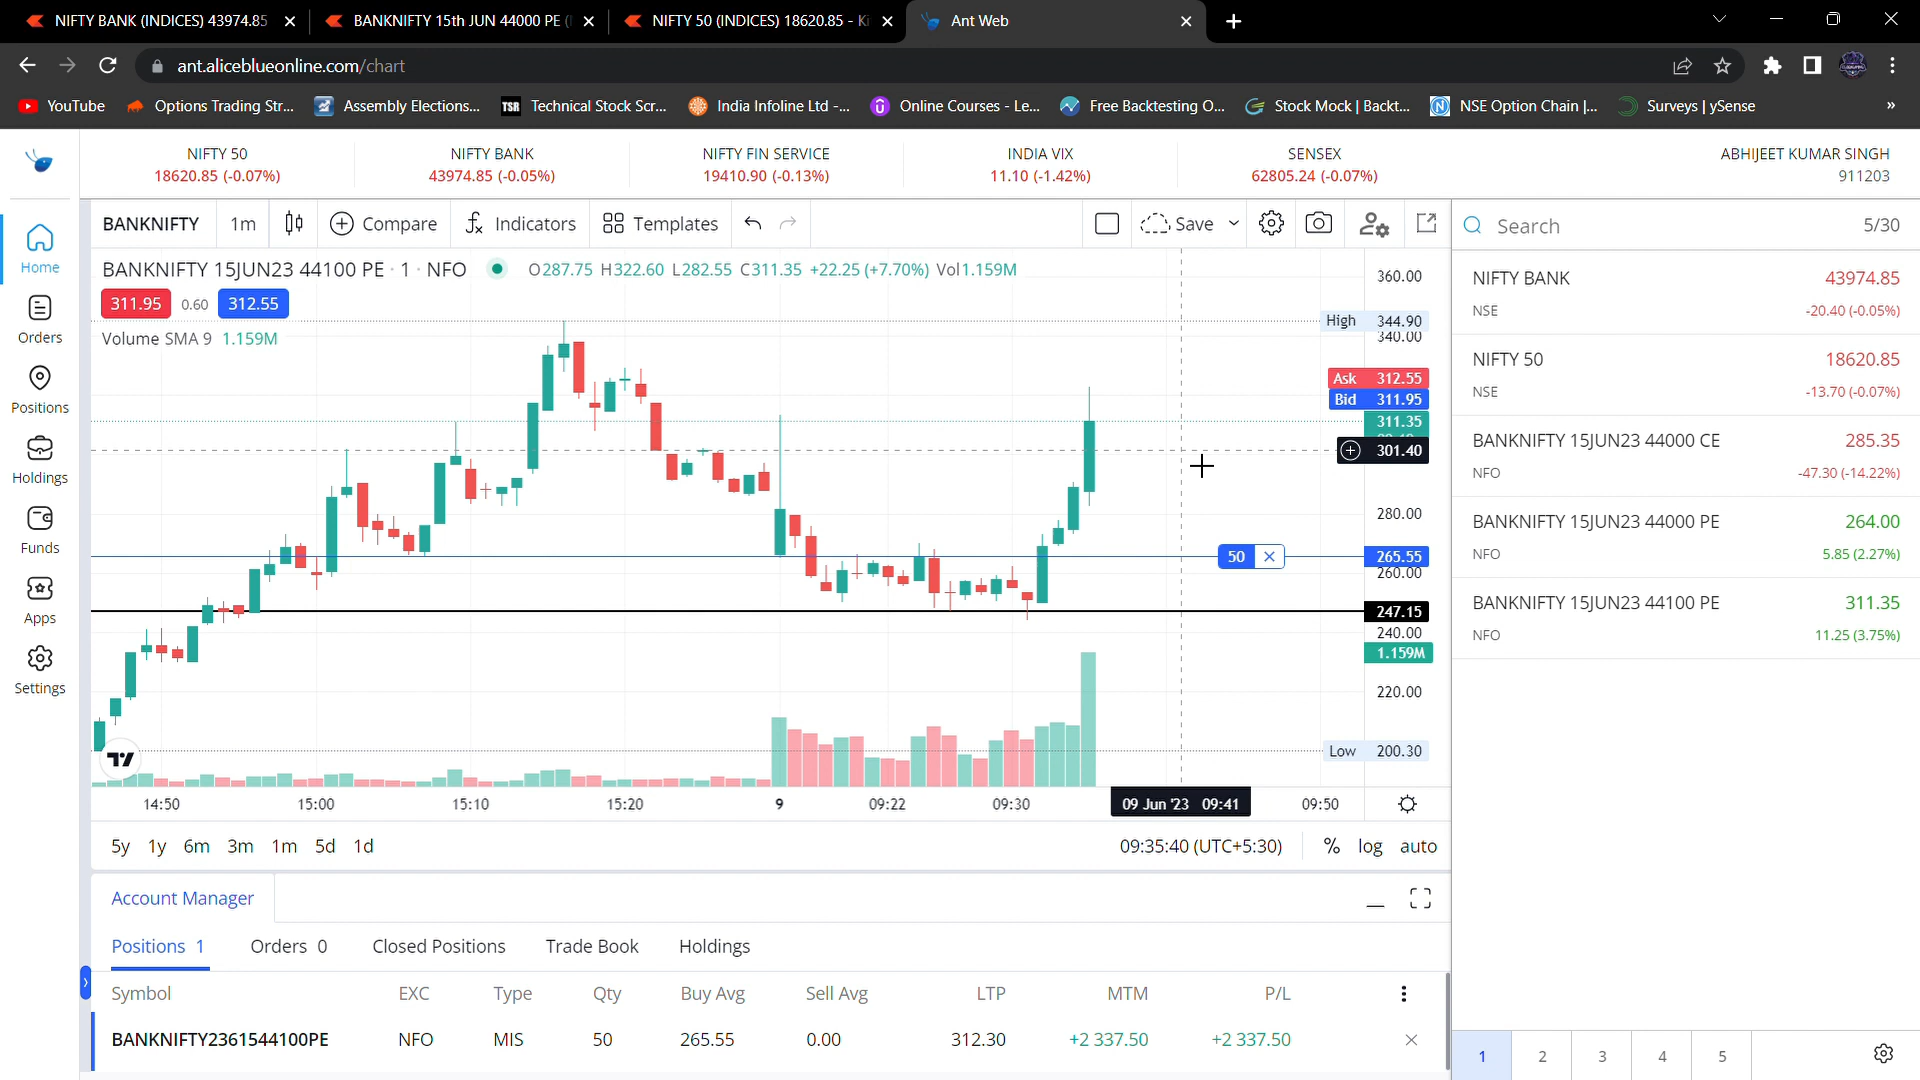 NIFTY BANK (INDICES) 43974.85
BANKNIFTY 15th JUN 44000 PE (
NIFTY 50 (INDICES) 18620.85 - Ki
Ant Web
ant.aliceblueonline.com/chart
YouTube
Options Trading Str...
Assembly Elections...
TSR
Technical Stock Scr...
India Infoline Ltd -...
Online Courses - Le...
Free Backtesting O...
Stock Mock | Backt...
NSE Option Chain |...
Surveys | ySense
»
NIFTY 50
18620.85 (-0.07%)
NIFTY BANK
43974.85 (-0.05%)
NIFTY FIN SERVICE
19410.90 (-0.13%)
INDIA VIX
11.10 (-1.42%)
SENSEX
62805.24 (-0.07%)
ABHIJEET KUMAR SINGH
911203
Home
Orders
Positions
Holdings
Funds
Apps
Settings
BANKNIFTY
1m
Compare
Indicators
Templates
Save
BANKNIFTY 15JUN23 44100 PE · 1 · NFO
O287.75 H322.60 L282.55 C311.35 +22.25 (+7.70%) Vol1.159M
311.95
0.60
312.55
Volume SMA 9 1.159M
360.00
High 344.90
340.00
Ask 312.55
Bid 311.95
311.35
301.40
280.00
50
265.55
260.00
247.15
240.00
1.159M
220.00
Low 200.30
14:50
15:00
15:10
15:20
9
09:22
09:30
09 Jun '23 09:41
09:50
5y
1y
6m
3m
1m
5d
1d
09:35:40 (UTC+5:30)
%
log
auto
Account Manager
Positions 1
Orders 0
Closed Positions
Trade Book
Holdings
Symbol EXC Type Qty Buy Avg Sell Avg LTP MTM P/L
BANKNIFTY2361544100PE NFO MIS 50 265.55 0.00 312.30 +2 337.50 +2 337.50
Search
5/30
NIFTY BANK 43974.85
NSE -20.40 (-0.05%)
NIFTY 50 18620.85
NSE -13.70 (-0.07%)
BANKNIFTY 15JUN23 44000 CE 285.35
NFO -47.30 (-14.22%)
BANKNIFTY 15JUN23 44000 PE 264.00
NFO 5.85 (2.27%)
BANKNIFTY 15JUN23 44100 PE 311.35
NFO 11.25 (3.75%)
1
2
3
4
5